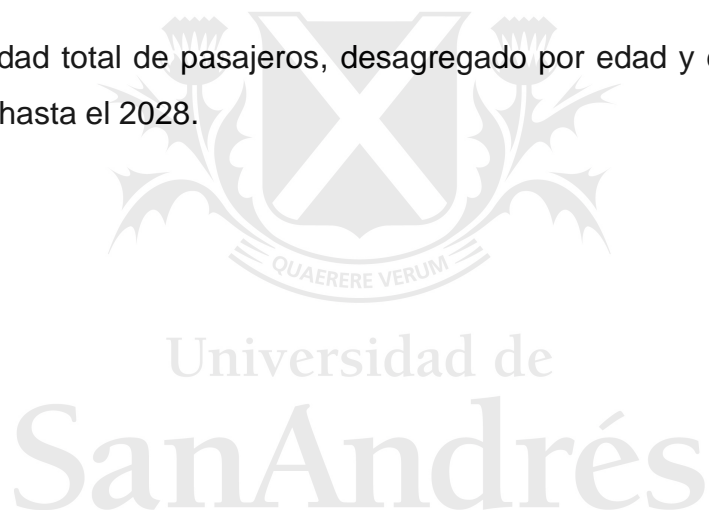 dad total de pasajeros, desagregado por edad y
hasta el 2028.
QUAERERE VERUM
Universidad de
SanAndrés